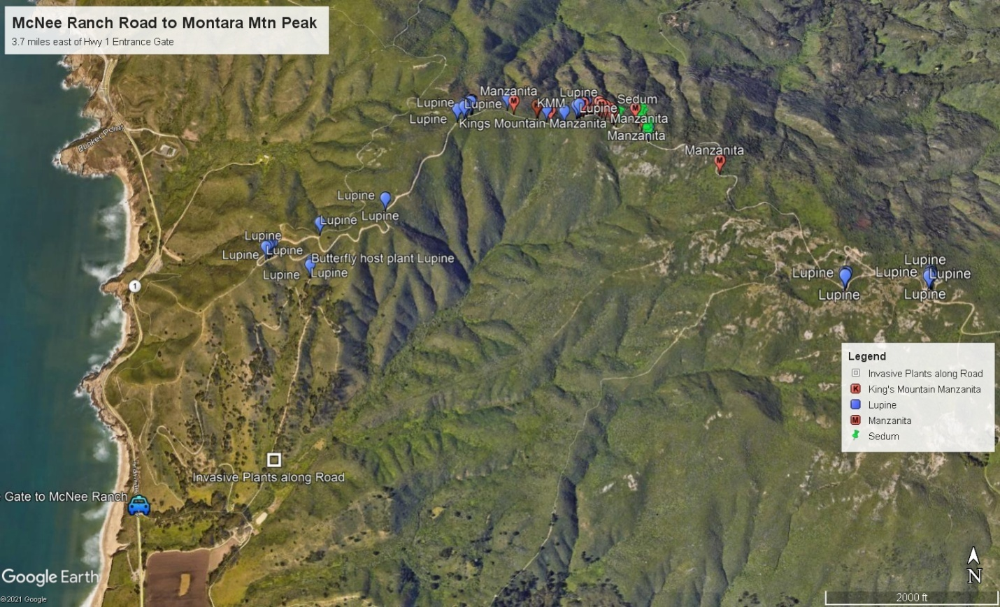 McNee Ranch Road to Montara Mtn Peak
3.7 miles east of Hwy 1 Entrance Gate
Manzanita
Lupine
Lupine
Lupine
KMM
Sedum
Lupine
Lupine
Kings Mountain Manzanita
Manzanita
Manzanita
Bunker Point
Manzanita
Lupine
Lupine
Lupine
Lupine
Lupine
Lupine
Butterfly host plant Lupine
Lupine
Lupine
Lupine
Lupine
Lupine
Lupine
Lupine
Lupine
1
Legend
Invasive Plants along Road
K King's Mountain Manzanita
Lupine
M Manzanita
Sedum
Invasive Plants along Road
Gate to McNee Ranch
Google Earth
©2021 Google
N
2000 ft